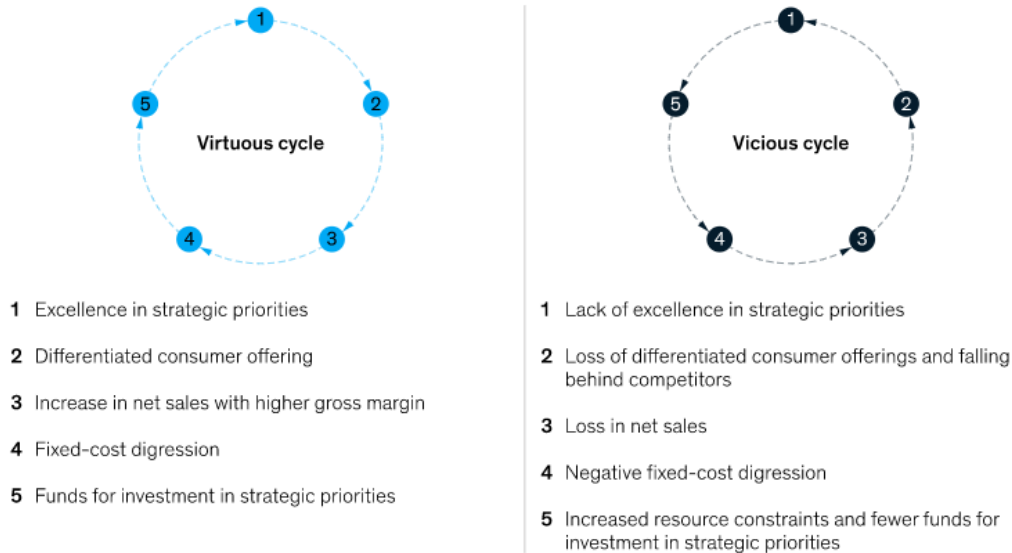 1
5
2
Virtuous cycle
4
3
1 Excellence in strategic priorities
2 Differentiated consumer offering
3 Increase in net sales with higher gross margin
4 Fixed-cost digression
5 Funds for investment in strategic priorities
1
5
2
Vicious cycle
4
3
1 Lack of excellence in strategic priorities
2 Loss of differentiated consumer offerings and falling
behind competitors
3 Loss in net sales
4 Negative fixed-cost digression
5 Increased resource constraints and fewer funds for
investment in strategic priorities